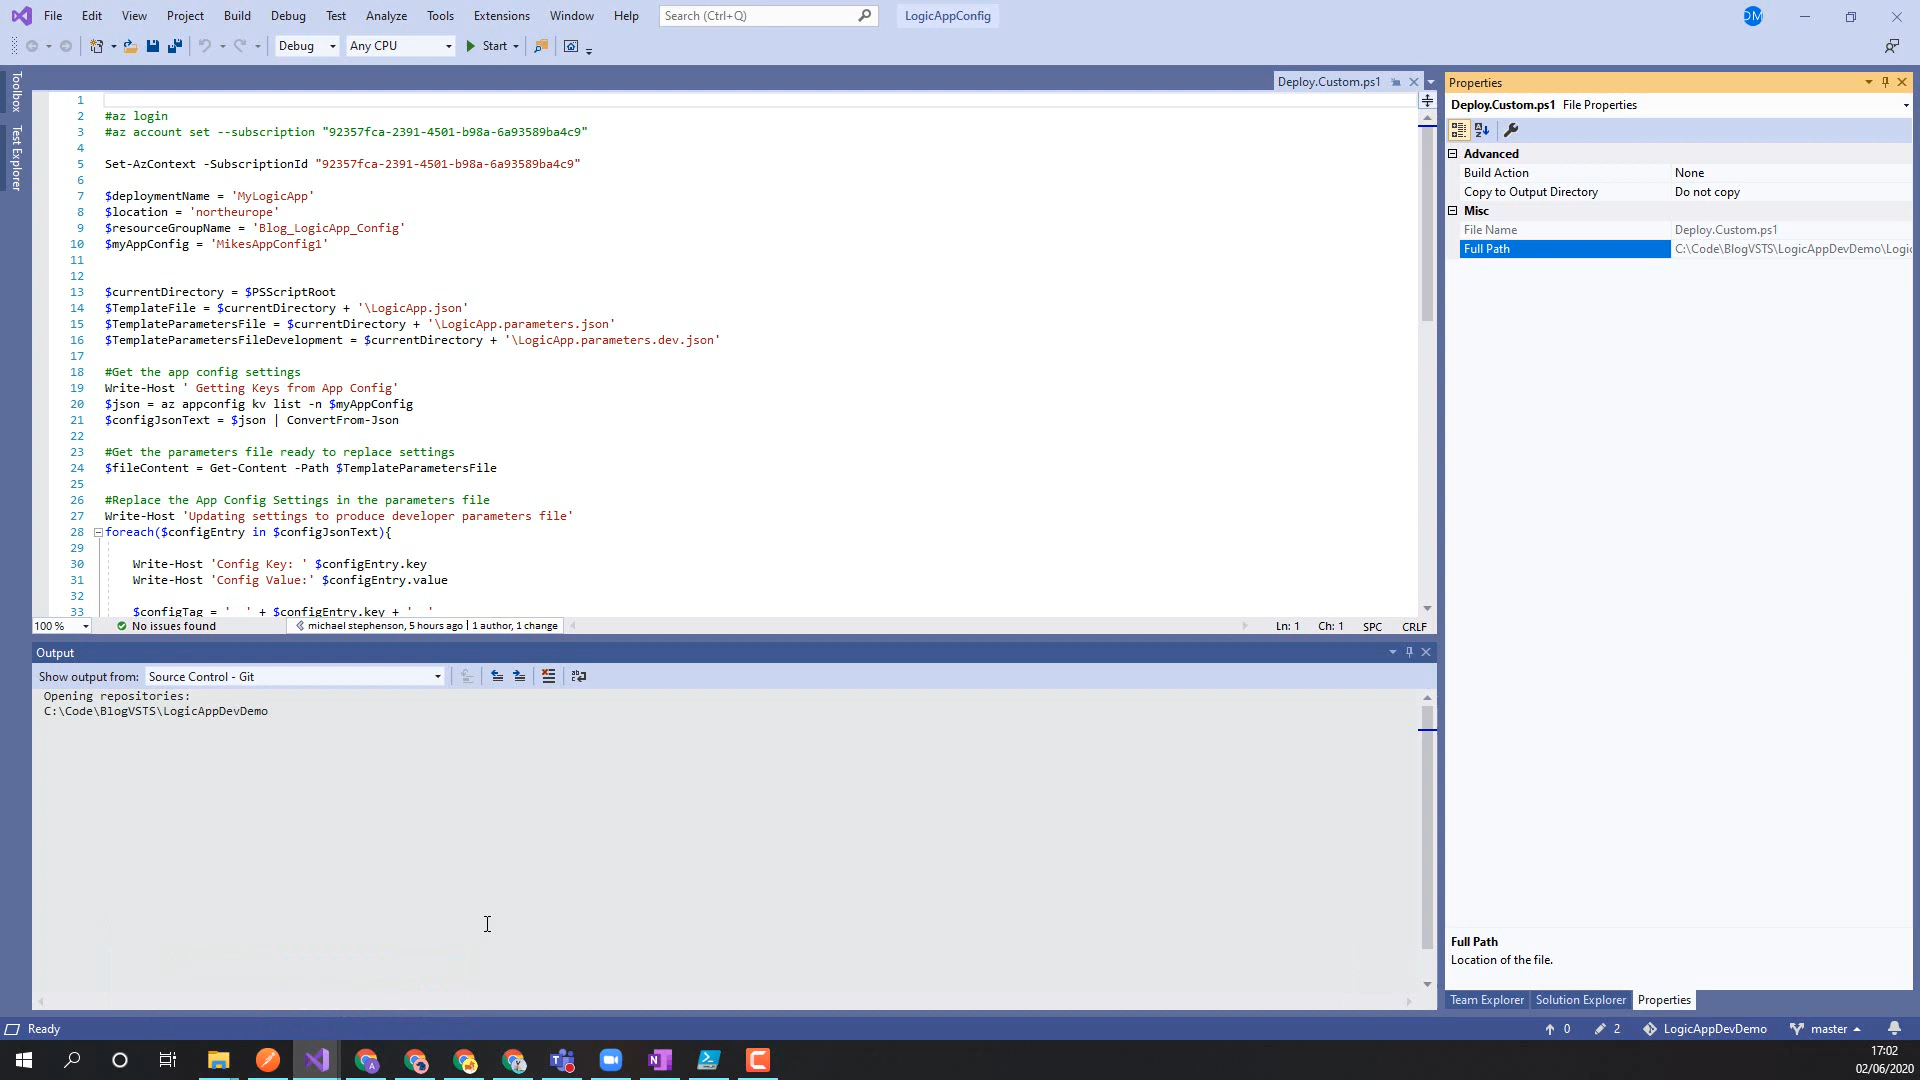 File Edit View Project Build Debug Test Analyze Tools Extensions Window Help Search (Ctrl+Q) LogicAppConfig DM
Debug Any CPU Start
Toolbox
Test Explorer
Deploy.Custom.ps1
1
2 #az login
3 #az account set --subscription "92357fca-2391-4501-b98a-6a93589ba4c9"
4
5 Set-AzContext -SubscriptionId "92357fca-2391-4501-b98a-6a93589ba4c9"
6
7 $deploymentName = 'MyLogicApp'
8 $location = 'northeurope'
9 $resourceGroupName = 'Blog_LogicApp_Config'
10 $myAppConfig = 'MikesAppConfig1'
11
12
13 $currentDirectory = $PSScriptRoot
14 $TemplateFile = $currentDirectory + '\LogicApp.json'
15 $TemplateParametersFile = $currentDirectory + '\LogicApp.parameters.json'
16 $TemplateParametersFileDevelopment = $currentDirectory + '\LogicApp.parameters.dev.json'
17
18 #Get the app config settings
19 Write-Host ' Getting Keys from App Config'
20 $json = az appconfig kv list -n $myAppConfig
21 $configJsonText = $json | ConvertFrom-Json
22
23 #Get the parameters file ready to replace settings
24 $fileContent = Get-Content -Path $TemplateParametersFile
25
26 #Replace the App Config Settings in the parameters file
27 Write-Host 'Updating settings to produce developer parameters file'
28 foreach($configEntry in $configJsonText){
29
30 Write-Host 'Config Key: ' $configEntry.key
31 Write-Host 'Config Value:' $configEntry.value
32
33 $configTag = ' ' + $configEntry.key + ' '
100 % No issues found michael stephenson, 5 hours ago | 1 author, 1 change Ln: 1 Ch: 1 SPC CRLF
Output
Show output from: Source Control - Git
Opening repositories:
C:\Code\BlogVSTS\LogicAppDevDemo
Properties
Deploy.Custom.ps1 File Properties
Advanced
Build Action None
Copy to Output Directory Do not copy
Misc
File Name Deploy.Custom.ps1
Full Path C:\Code\BlogVSTS\LogicAppDevDemo\Logic
Full Path
Location of the file.
Team Explorer Solution Explorer Properties
Ready 0 2 LogicAppDevDemo master
17:02
02/06/2020